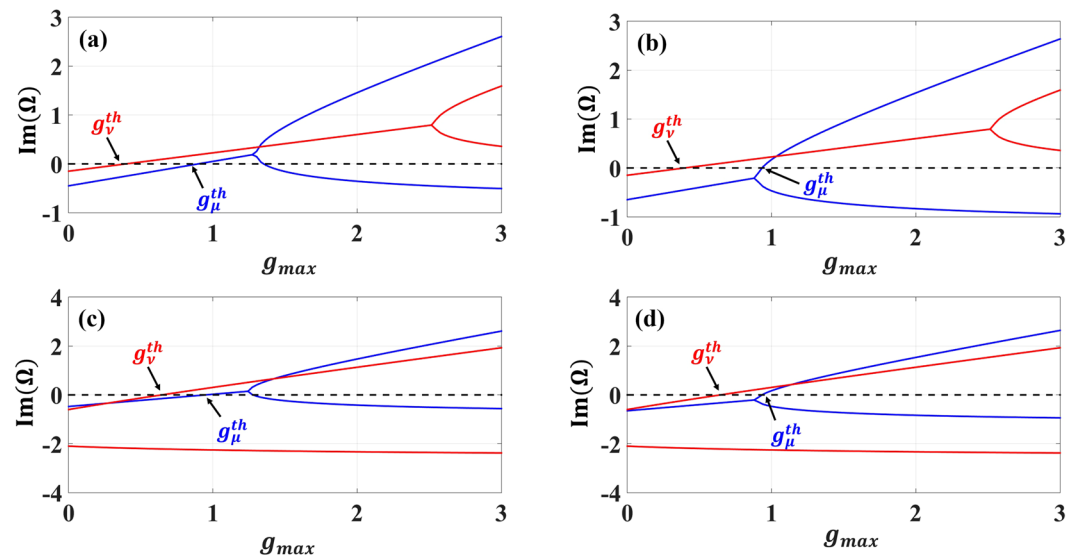 (a)
3
2
1
0
-1
Im(Ω)
g_ν^th
g_μ^th
0 1 2 3
g_max
(b)
3
2
1
0
-1
Im(Ω)
g_ν^th
g_μ^th
0 1 2 3
g_max
(c)
4
2
0
-2
-4
Im(Ω)
g_ν^th
g_μ^th
0 1 2 3
g_max
(d)
4
2
0
-2
-4
Im(Ω)
g_ν^th
g_μ^th
0 1 2 3
g_max